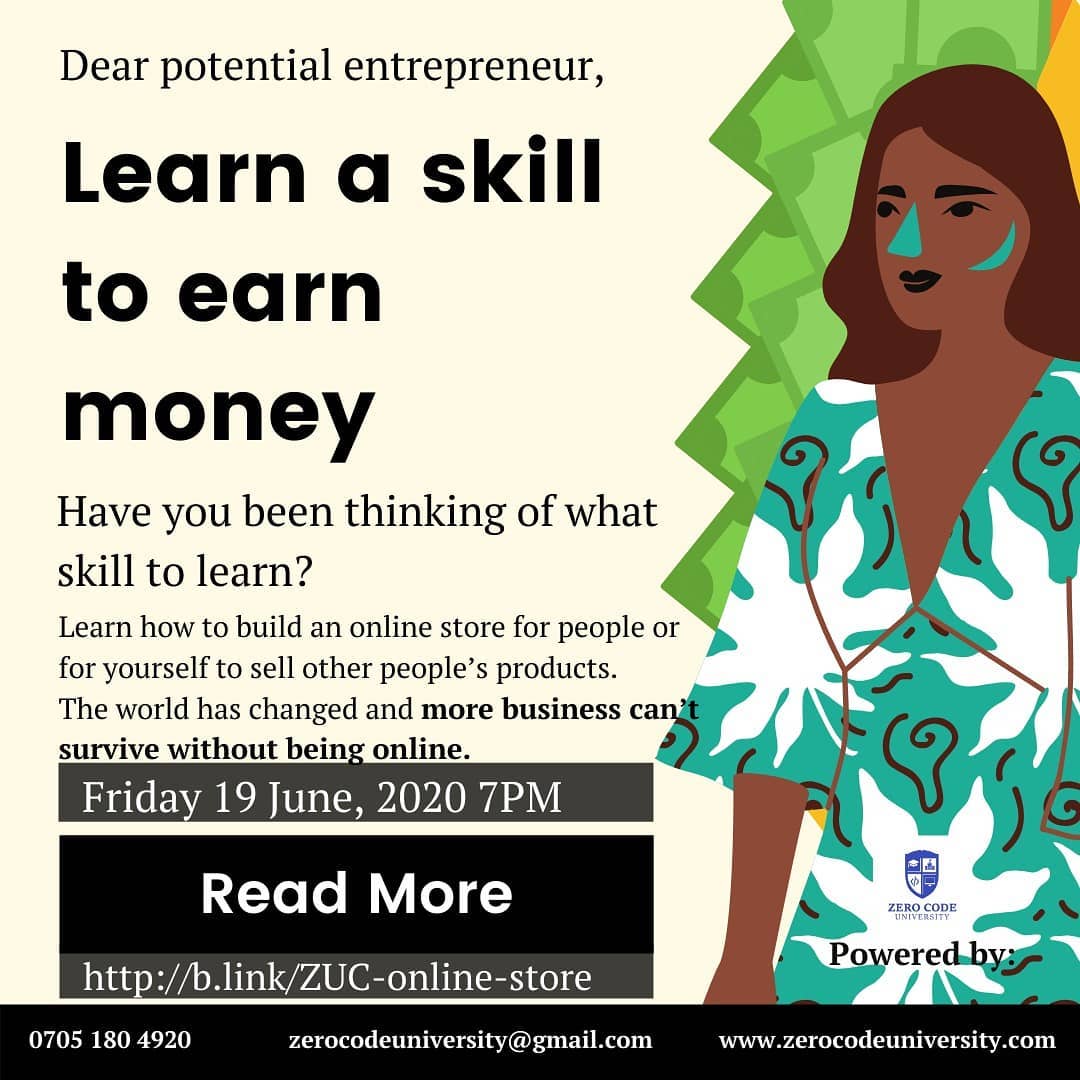 Dear potential entrepreneur,
Learn a skill
to earn
money
Have you been thinking of what
skill to learn?
Learn how to build an online store for people or
for yourself to sell other people’s products.
The world has changed and more business can’t
survive without being online.
Friday 19 June, 2020 7PM
Read More
http://b.link/ZUC-online-store
ZERO CODE
UNIVERSITY
Powered by:
0705 180 4920 zerocodeuniversity@gmail.com www.zerocodeuniversity.com